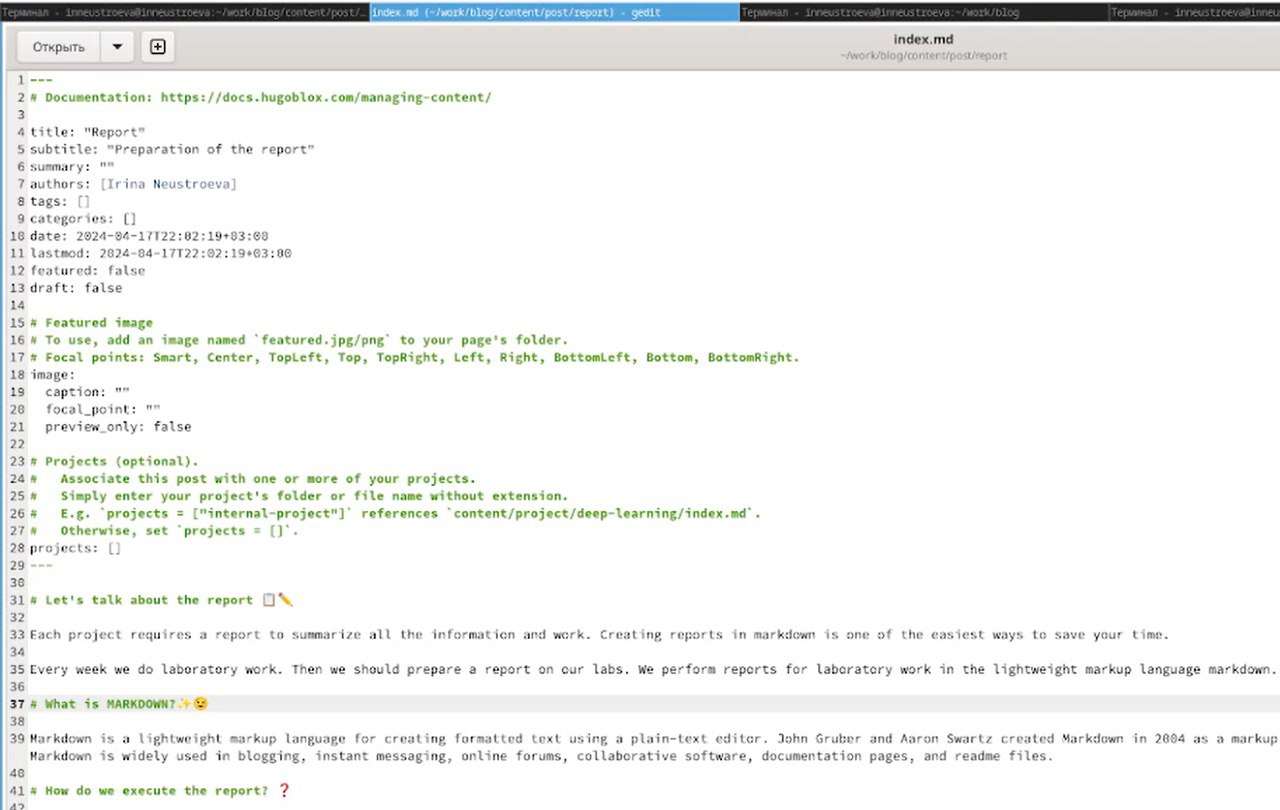 Терминал - inneustroeva@inneustroeva:~/work/blog/content/post/... index.md (~/work/blog/content/post/report) - gedit Терминал - inneustroeva@inneustroeva:~/work/blog Терминал - inneustroeva@inneus
Открыть
index.md
~/work/blog/content/post/report
1 ---
2 # Documentation: https://docs.hugoblox.com/managing-content/
3
4 title: "Report"
5 subtitle: "Preparation of the report"
6 summary: ""
7 authors: [Irina Neustroeva]
8 tags: []
9 categories: []
10 date: 2024-04-17T22:02:19+03:00
11 lastmod: 2024-04-17T22:02:19+03:00
12 featured: false
13 draft: false
14
15 # Featured image
16 # To use, add an image named `featured.jpg/png` to your page's folder.
17 # Focal points: Smart, Center, TopLeft, Top, TopRight, Left, Right, BottomLeft, Bottom, BottomRight.
18 image:
19   caption: ""
20   focal_point: ""
21   preview_only: false
22
23 # Projects (optional).
24 #   Associate this post with one or more of your projects.
25 #   Simply enter your project's folder or file name without extension.
26 #   E.g. `projects = ["internal-project"]` references `content/project/deep-learning/index.md`.
27 #   Otherwise, set `projects = []`.
28 projects: []
29 ---
30
31 # Let's talk about the report 📋✏️
32
33 Each project requires a report to summarize all the information and work. Creating reports in markdown is one of the easiest ways to save your time.
34
35 Every week we do laboratory work. Then we should prepare a report on our labs. We perform reports for laboratory work in the lightweight markup language markdown.
36
37 # What is MARKDOWN?✨😉
38
39 Markdown is a lightweight markup language for creating formatted text using a plain-text editor. John Gruber and Aaron Swartz created Markdown in 2004 as a markup
Markdown is widely used in blogging, instant messaging, online forums, collaborative software, documentation pages, and readme files.
40
41 # How do we execute the report? ❓
42